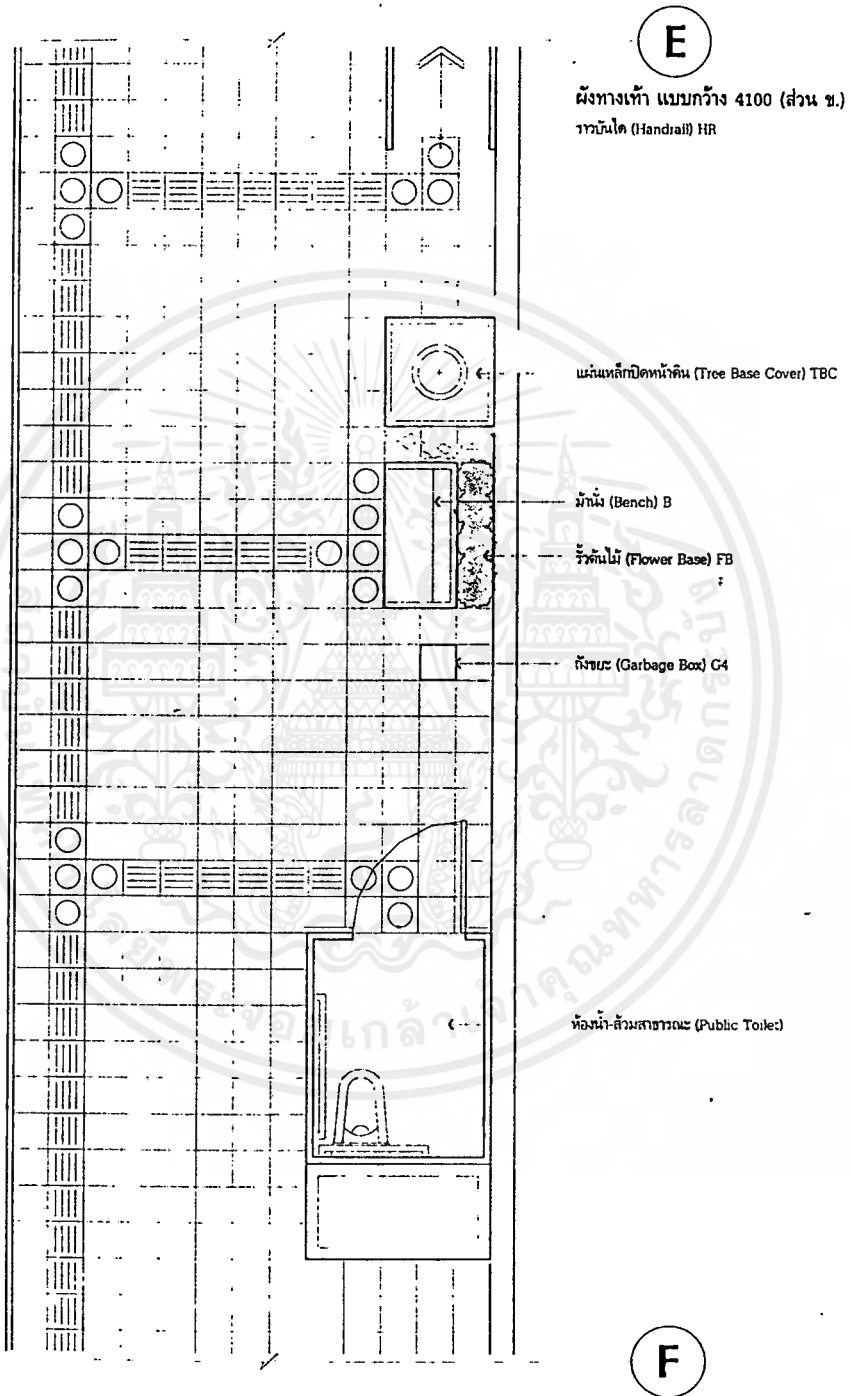 E
ผังทางเท้า แบบกว้าง 4100 (ส่วน ข.)
ราวบันได (Handrail) HR
แผ่นเหล็กปิดหน้าดิน (Tree Base Cover) TBC
ม้านั่ง (Bench) B
รั้วต้นไม้ (Flower Base) FB
ถังขยะ (Garbage Box) G4
ห้องน้ำ-ส้วมสาธารณะ (Public Toilet)
F